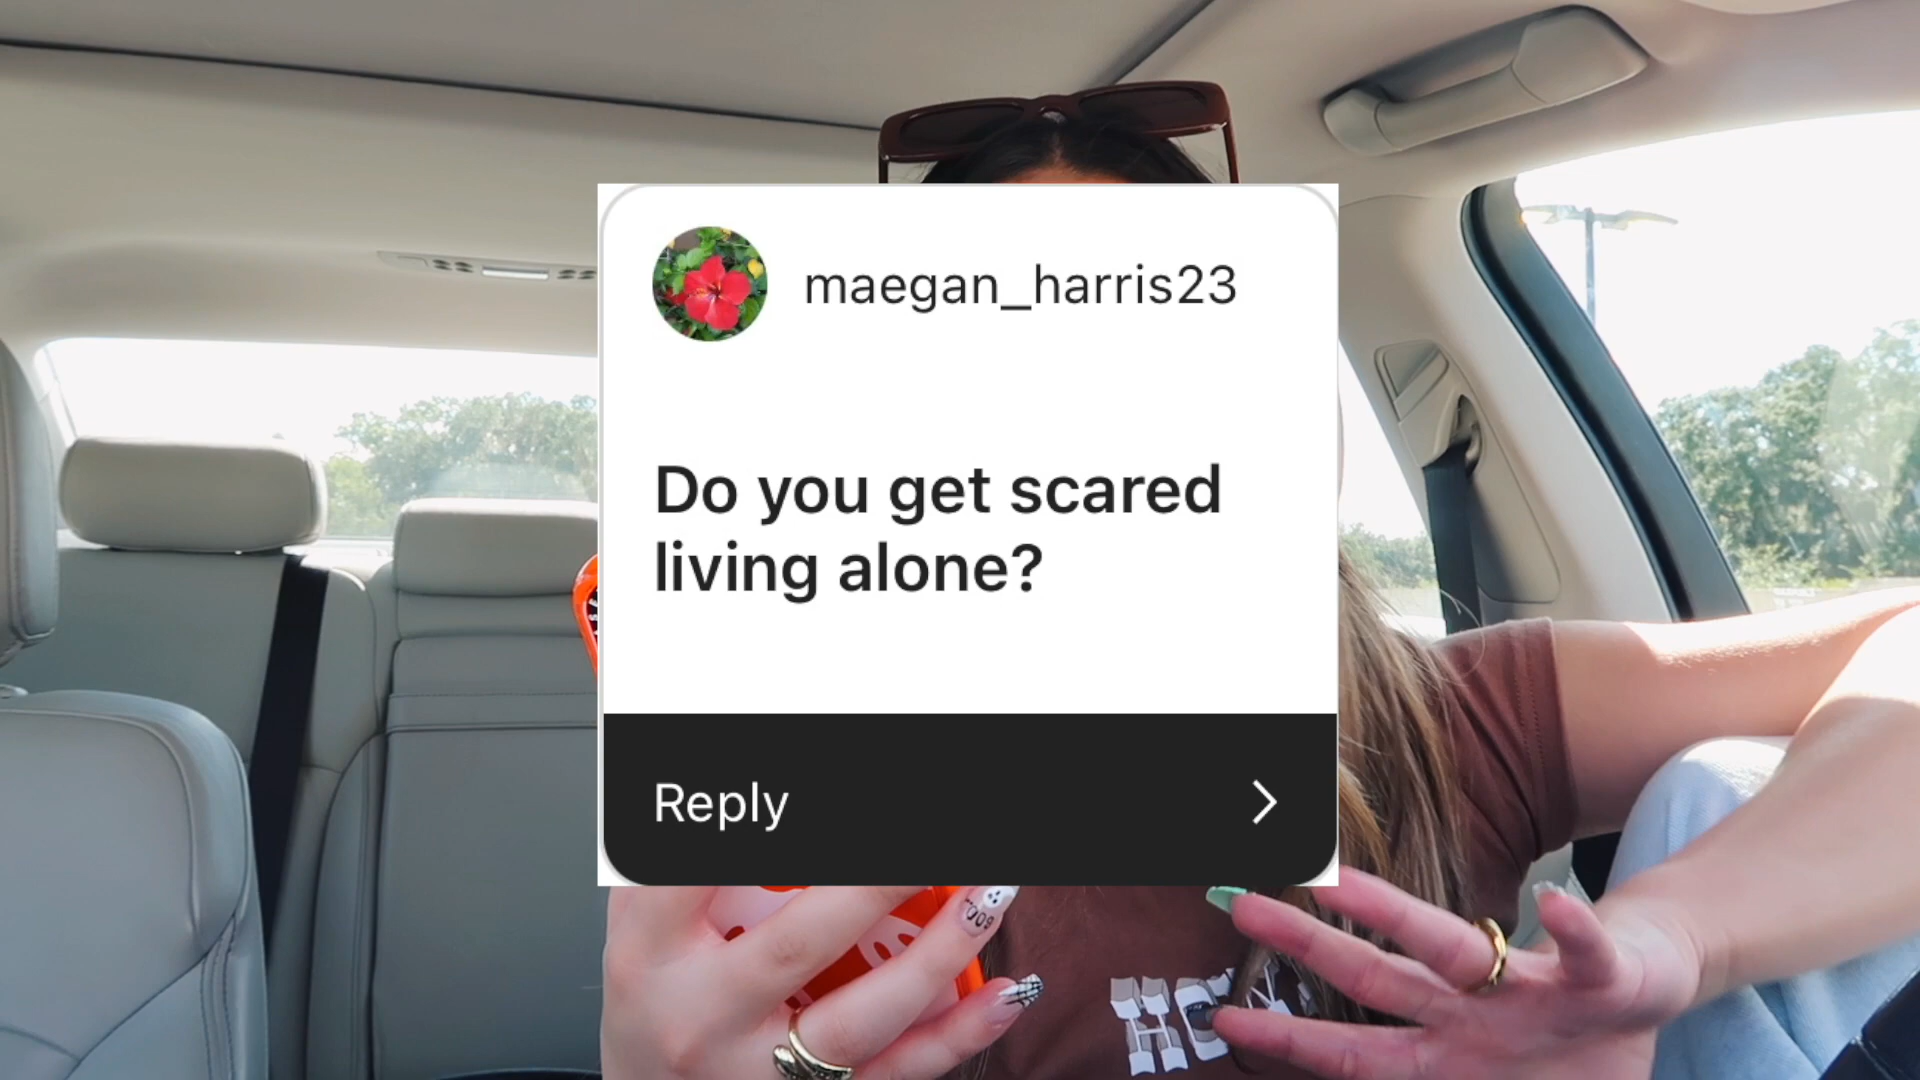 maegan_harris23
Do you get scared
living alone?
Reply